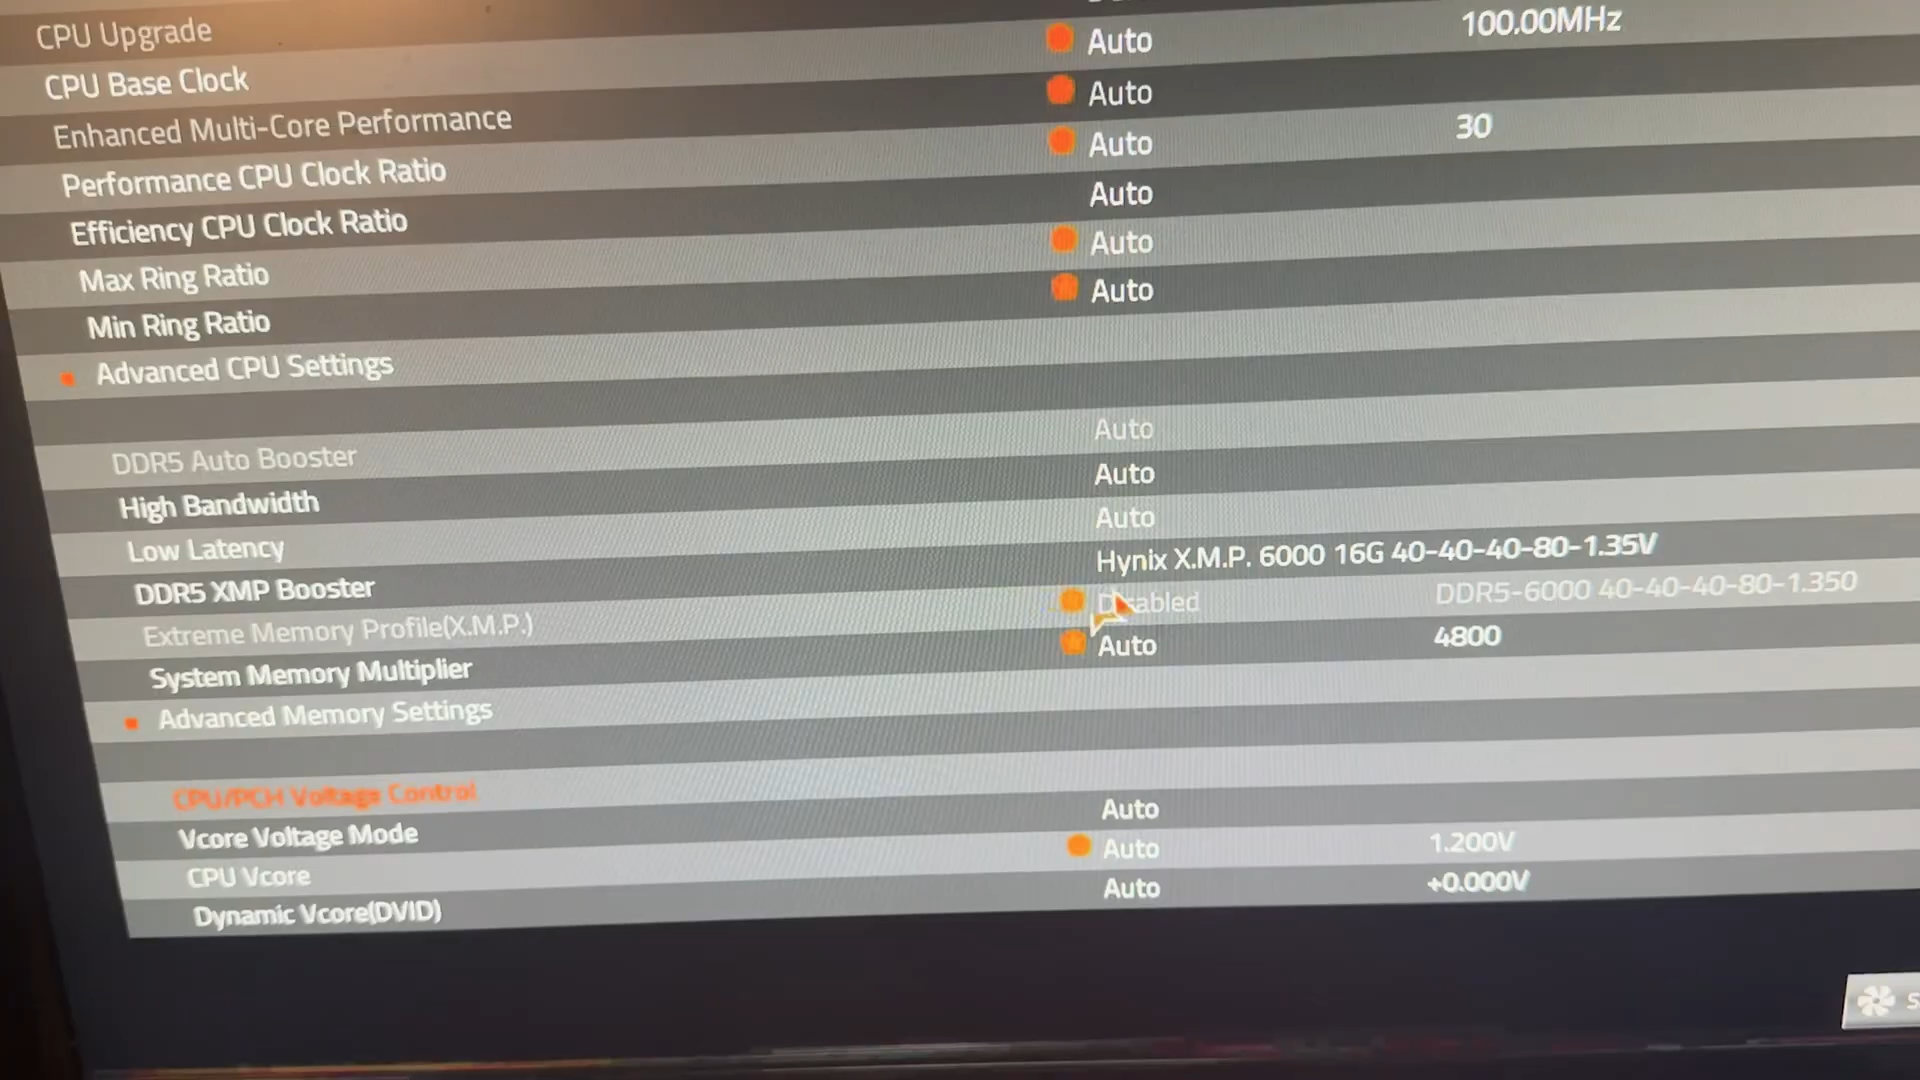 CPU Upgrade
CPU Base Clock Auto 100.00MHz
Enhanced Multi-Core Performance Auto
Performance CPU Clock Ratio Auto 30
Efficiency CPU Clock Ratio Auto
Max Ring Ratio Auto
Min Ring Ratio Auto
Advanced CPU Settings
DDR5 Auto Booster Auto
High Bandwidth Auto
Low Latency Auto
DDR5 XMP Booster Hynix X.M.P. 6000 16G 40-40-40-80-1.35V
Extreme Memory Profile(X.M.P.) Disabled DDR5-6000 40-40-40-80-1.350
System Memory Multiplier Auto 4800
Advanced Memory Settings
CPU/PCH Voltage Control
Vcore Voltage Mode Auto
CPU Vcore Auto 1.200V
Dynamic Vcore(DVID) Auto +0.000V